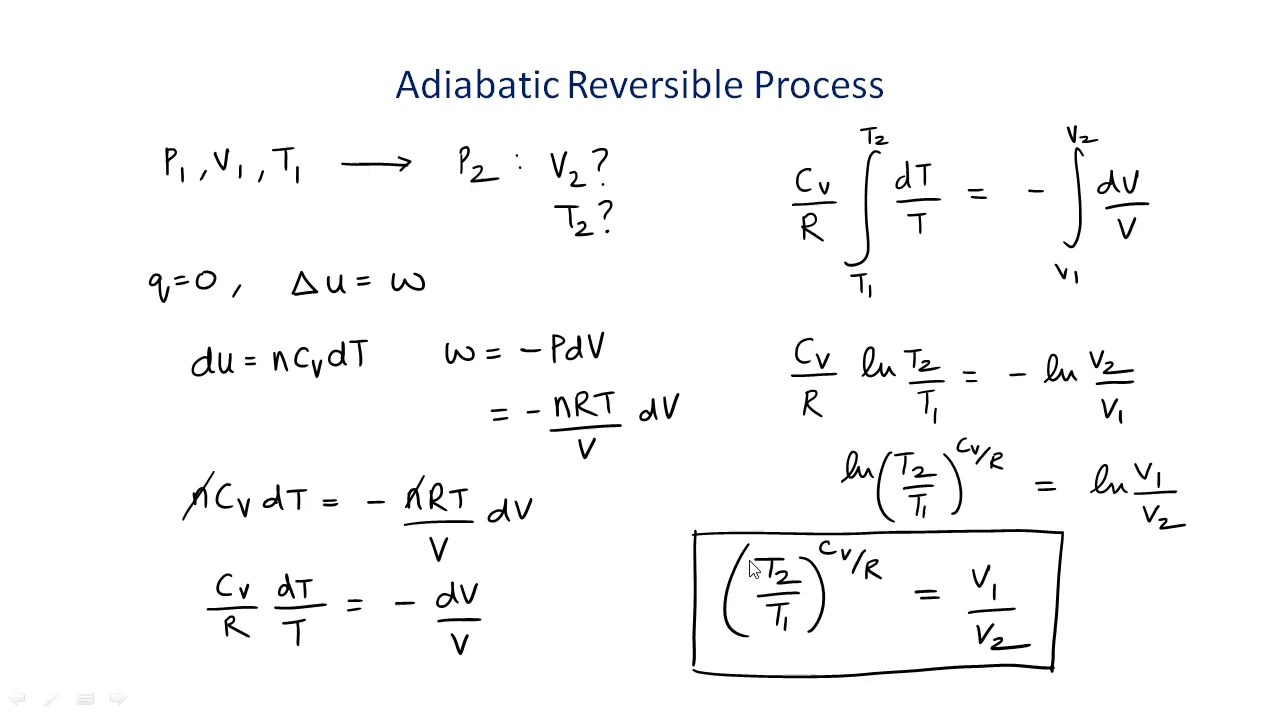 Adiabatic Reversible Process
P₁, V₁, T₁ ⟶ P₂ : V₂?
T₂?
q=0, Δu = w
du = nCᵥdT w = -PdV
= - nRT/V dV
nCᵥdT = - nRT/V dV
Cᵥ/R dT/T = - dV/V
Cᵥ/R ∫_{T₁}^{T₂} dT/T = - ∫_{V₁}^{V₂} dV/V
Cᵥ/R ln T₂/T₁ = - ln V₂/V₁
ln(T₂/T₁)^{Cᵥ/R} = ln V₁/V₂
(T₂/T₁)^{Cᵥ/R} = V₁/V₂